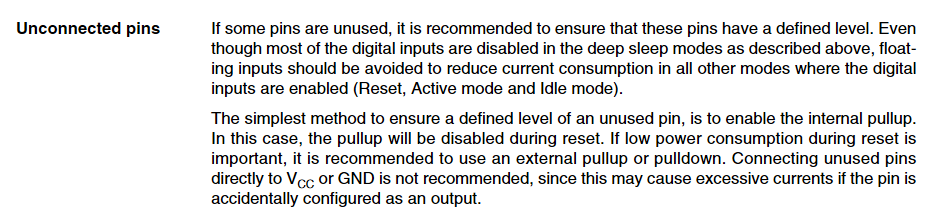 Unconnected pins
If some pins are unused, it is recommended to ensure that these pins have a defined level. Even
though most of the digital inputs are disabled in the deep sleep modes as described above, float-
ing inputs should be avoided to reduce current consumption in all other modes where the digital
inputs are enabled (Reset, Active mode and Idle mode).
The simplest method to ensure a defined level of an unused pin, is to enable the internal pullup.
In this case, the pullup will be disabled during reset. If low power consumption during reset is
important, it is recommended to use an external pullup or pulldown. Connecting unused pins
directly to VCC or GND is not recommended, since this may cause excessive currents if the pin is
accidentally configured as an output.